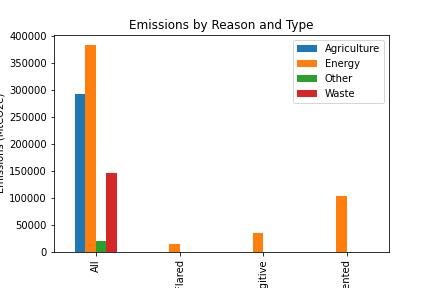 Emissions by Reason and Type
400000
350000
300000
250000
200000
150000
100000
50000
0
Agriculture
Energy
Other
Waste
All